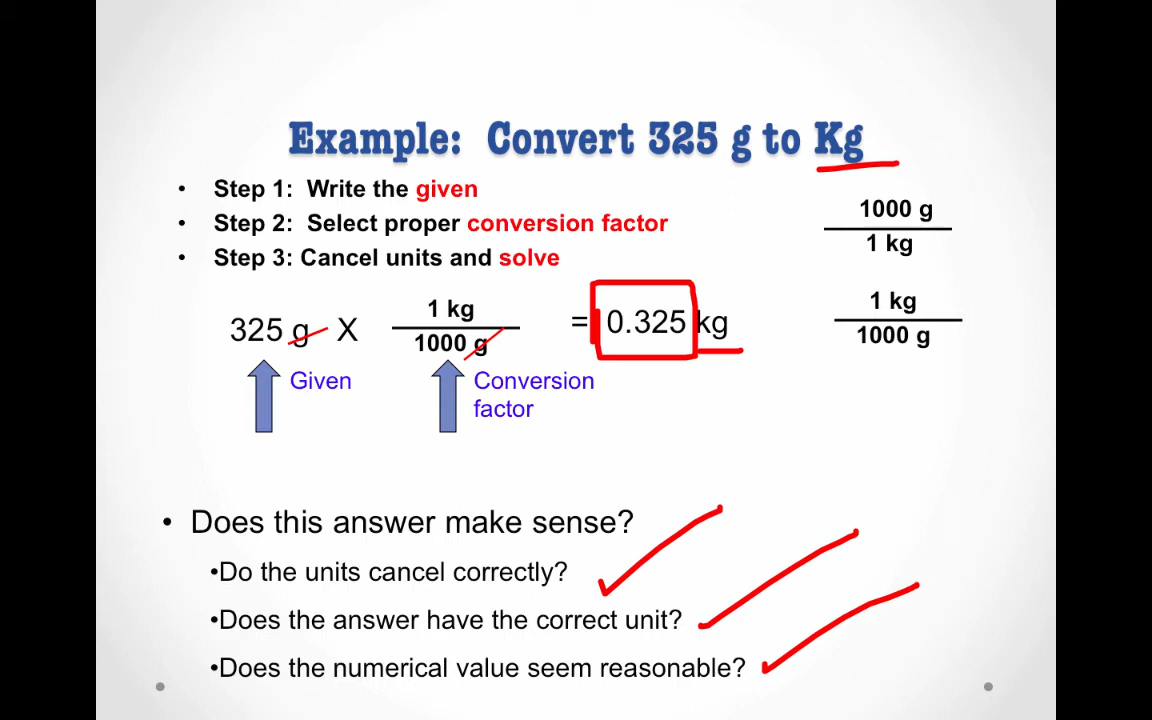 Example: Convert 325 g to Kg
• Step 1: Write the given
• Step 2: Select proper conversion factor
• Step 3: Cancel units and solve
1000 g
1 kg
325 g X
1 kg
1000 g
= 0.325 kg
1 kg
1000 g
Given
Conversion
factor
• Does this answer make sense?
•Do the units cancel correctly?
•Does the answer have the correct unit?
•Does the numerical value seem reasonable?